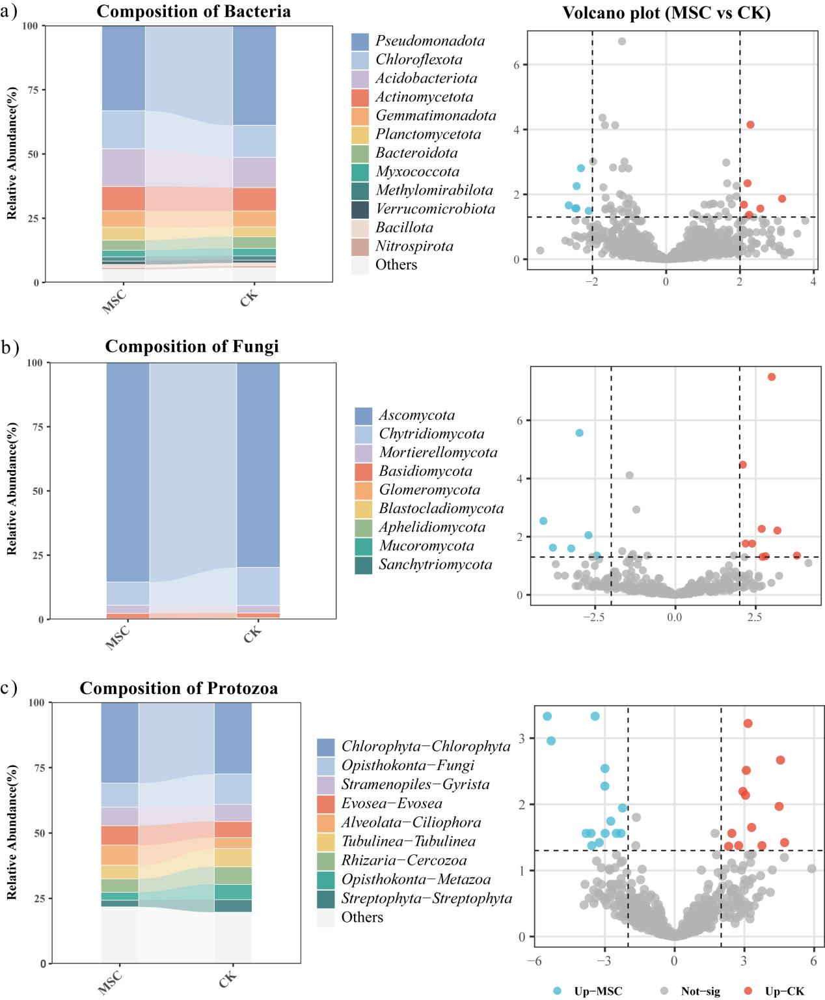 a)
Composition of Bacteria
Relative Abundance(%)
100
75
50
25
0
MSC
CK
Pseudomonadota
Chloroflexota
Acidobacteriota
Actinomycetota
Gemmatimonadota
Planctomycetota
Bacteroidota
Myxococcota
Methylomirabilota
Verrucomicrobiota
Bacillota
Nitrospirota
Others
Volcano plot (MSC vs CK)
6
4
2
0
−2
0
2
4
b)
Composition of Fungi
Relative Abundance(%)
100
75
50
25
0
MSC
CK
Ascomycota
Chytridiomycota
Mortierellomycota
Basidiomycota
Glomeromycota
Blastocladiomycota
Aphelidiomycota
Mucoromycota
Sanchytriomycota
6
4
2
0
−2.5
0.0
2.5
c)
Composition of Protozoa
Relative Abundance(%)
100
75
50
25
0
MSC
CK
Chlorophyta−Chlorophyta
Opisthokonta−Fungi
Stramenopiles−Gyrista
Evosea−Evosea
Alveolata−Ciliophora
Tubulinea−Tubulinea
Rhizaria−Cercozoa
Opisthokonta−Metazoa
Streptophyta−Streptophyta
Others
3
2
1
0
−6
−3
0
3
6
Up−MSC
Not−sig
Up−CK